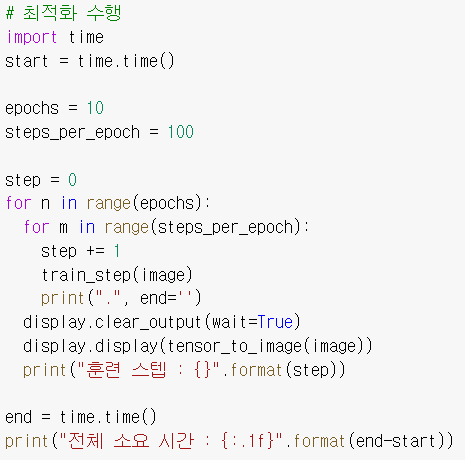 # 최적화 수행
import time
start = time.time()

epochs = 10
steps_per_epoch = 100

step = 0
for n in range(epochs):
  for m in range(steps_per_epoch):
    step += 1
    train_step(image)
    print(".", end='')
  display.clear_output(wait=True)
  display.display(tensor_to_image(image))
  print("훈련 스텝 : {}".format(step))

end = time.time()
print("전체 소요 시간 : {:.1f}".format(end-start))